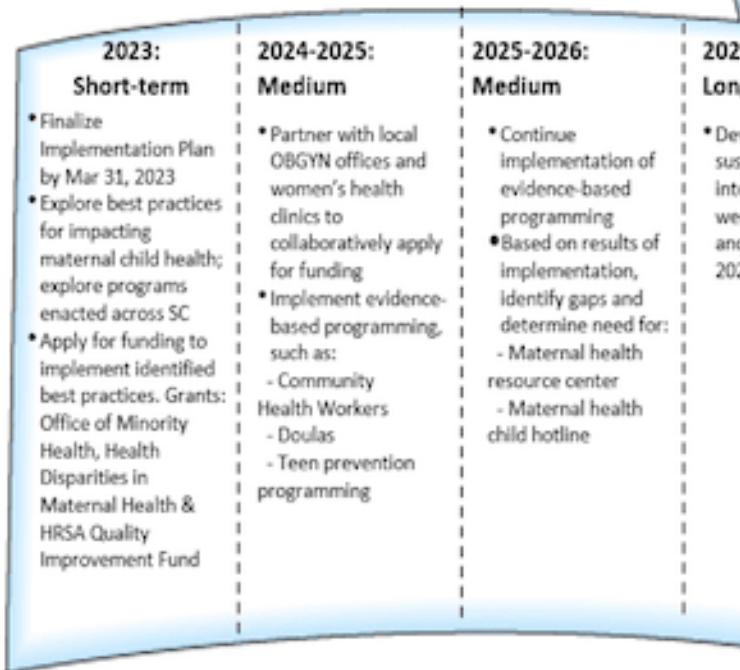 2023:
Short-term
•Finalize
Implementation Plan
by Mar 31, 2023
•Explore best practices
for impacting
maternal child health;
explore programs
enacted across SC
•Apply for funding to
implement identified
best practices. Grants:
Office of Minority
Health, Health
Disparities in
Maternal Health &
HRSA Quality
Improvement Fund
2024-2025:
Medium
•Partner with local
OBGYN offices and
women's health
clinics to
collaboratively apply
for funding
•Implement evidence-
based programming,
such as:
- Community
Health Workers
- Doulas
- Teen prevention
programming
2025-2026:
Medium
•Continue
implementation of
evidence-based
programming
•Based on results of
implementation,
identify gaps and
determine need for:
- Maternal health
resource center
- Maternal health
child hotline